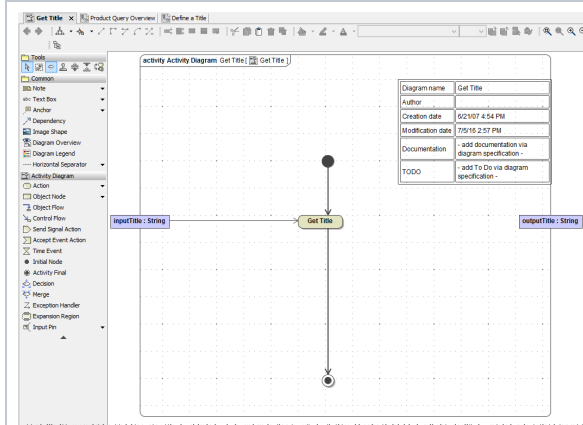 Get Title
Product Query Overview
Define a Title
Tools
Common
Note
abc Text Box
Anchor
Dependency
Image Shape
Diagram Overview
Diagram Legend
Horizontal Separator
Activity Diagram
Action
Object Node
Object Flow
Control Flow
Send Signal Action
Accept Event Action
Time Event
Initial Node
Activity Final
Decision
Merge
Exception Handler
Expansion Region
Input Pin
activity Activity Diagram Get Title [ Get Title ]
Diagram name Get Title
Author
Creation date 6/21/07 4:54 PM
Modification date 7/5/16 2:57 PM
Documentation - add documentation via
diagram specification -
TODO - add To Do via diagram
specification -
inputTitle : String
Get Title
outputTitle : String